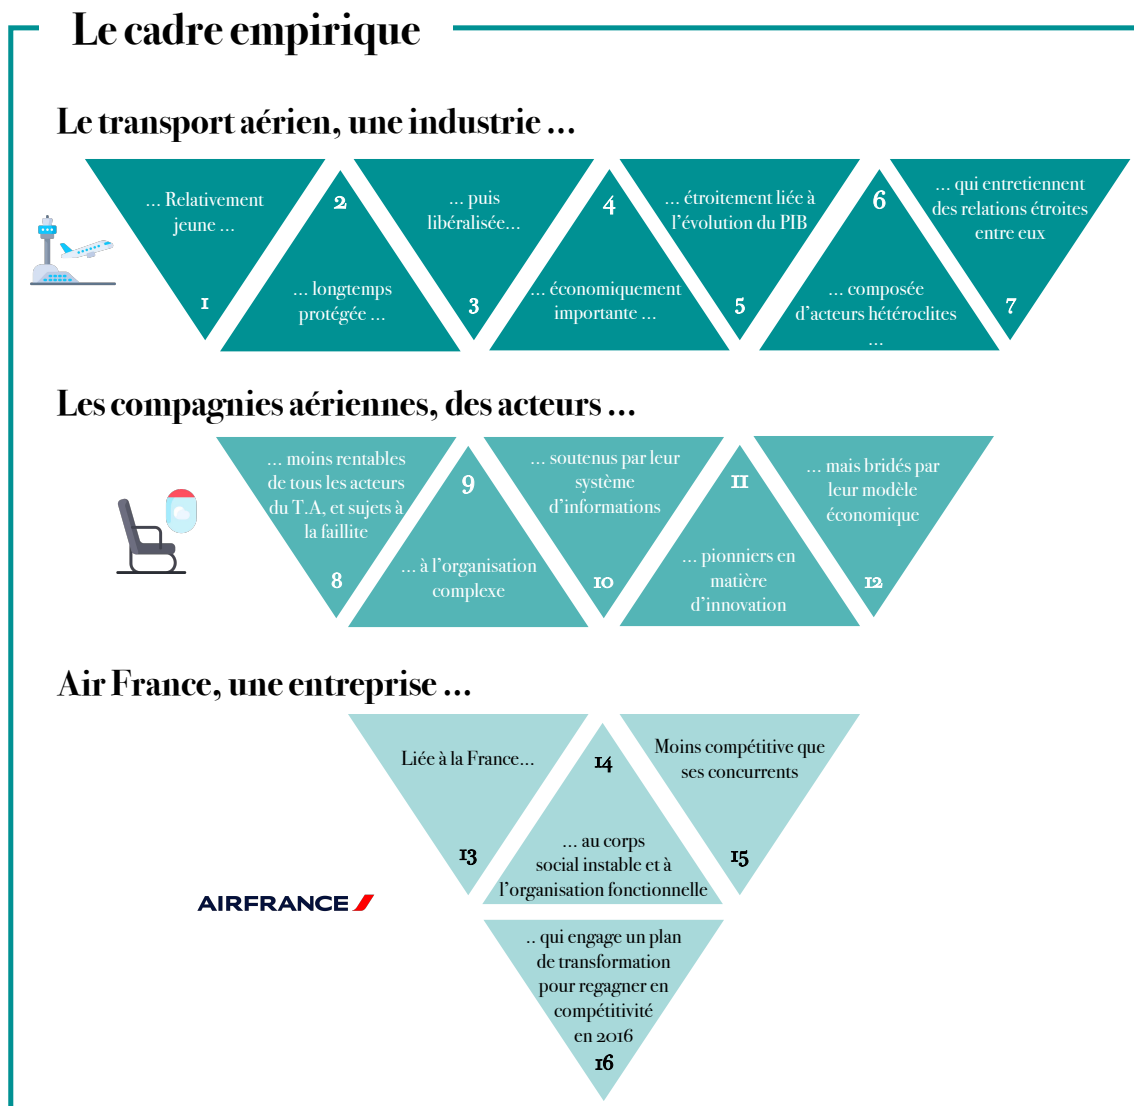 Le cadre empirique
Le transport aérien, une industrie ...
... Relativement
jeune ...
1
2
... longtemps
protégée ...
... puis
libéralisée...
3
4
... économiquement
importante ...
... étroitement liée à
l'évolution du PIB
5
6
... composée
d'acteurs hétéroclites
...
... qui entretiennent
des relations étroites
entre eux
7
Les compagnies aériennes, des acteurs ...
... moins rentables
de tous les acteurs
du T.A, et sujets à
la faillite
8
9
... à l'organisation
complexe
... soutenus par leur
système
d'informations
10
11
... pionniers en
matière
d'innovation
... mais bridés par
leur modèle
économique
12
Air France, une entreprise ...
Liée à la France...
13
14
... au corps
social instable et à
l'organisation fonctionnelle
Moins compétitive que
ses concurrents
15
AIRFRANCE
.. qui engage un plan
de transformation
pour regagner en
compétitivité
en 2016
16